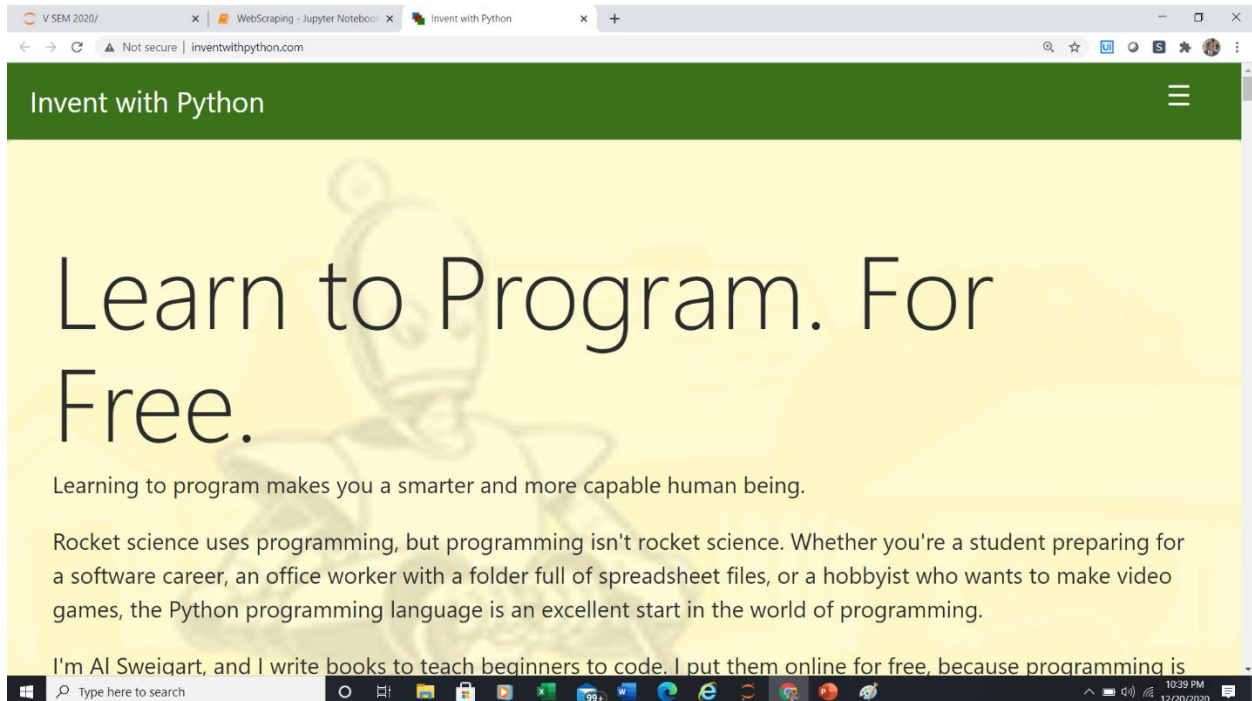 V SEM 2020/
WebScraping - Jupyter Noteboo
Invent with Python
Not secure | inventwithpython.com
Invent with Python
Learn to Program. For
Free.
Learning to program makes you a smarter and more capable human being.
Rocket science uses programming, but programming isn't rocket science. Whether you're a student preparing for
a software career, an office worker with a folder full of spreadsheet files, or a hobbyist who wants to make video
games, the Python programming language is an excellent start in the world of programming.
I'm Al Sweigart, and I write books to teach beginners to code. I put them online for free, because programming is
Type here to search
99+
10:39 PM
12/20/2020